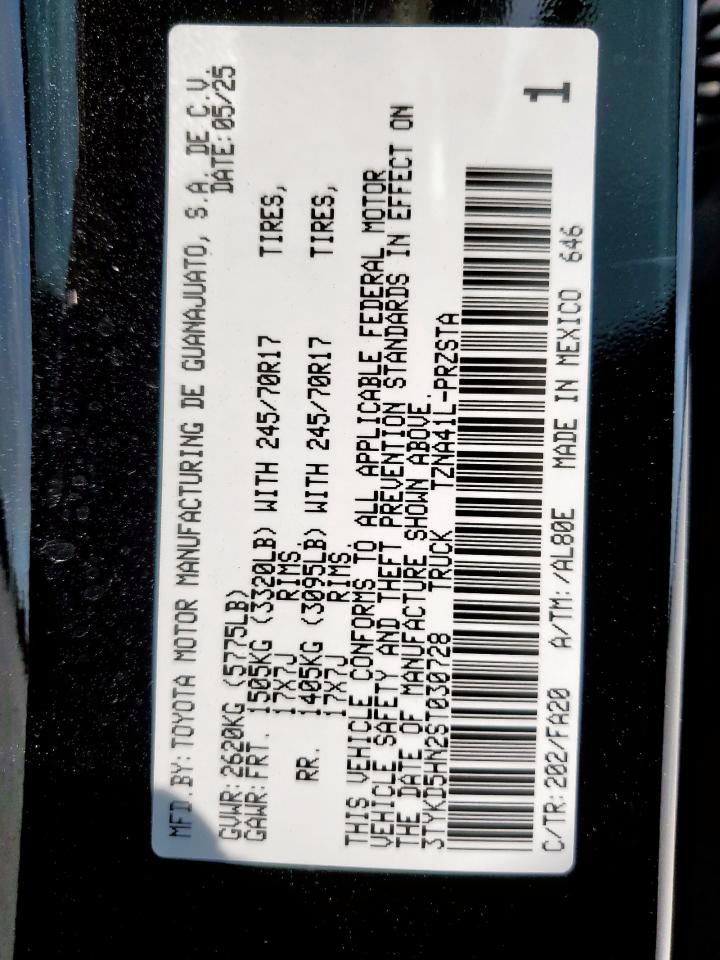 MFD BY: TOYOTA MOTOR MANUFACTURING DE GUANAJUATO, S.A. DE C.V.
DATE: 05/25
GVWR: 2620KG (5775LB)
GAWR: FRT. 1505KG (3320LB) WITH 245/70R17 TIRES,
17X7J RIMS.
RR. 1405KG (3095LB) WITH 245/70R17 TIRES,
17X7J RIMS.
THIS VEHICLE CONFORMS TO ALL APPLICABLE FEDERAL MOTOR
VEHICLE SAFETY AND THEFT PREVENTION STANDARDS IN EFFECT ON
THE DATE OF MANUFACTURE SHOWN ABOVE.
3TYKD5HN2ST030728 TRUCK TZNA41L-PRZSTA
1
C/TR: 202/FA20 A/TM: /AL80E MADE IN MEXICO 646